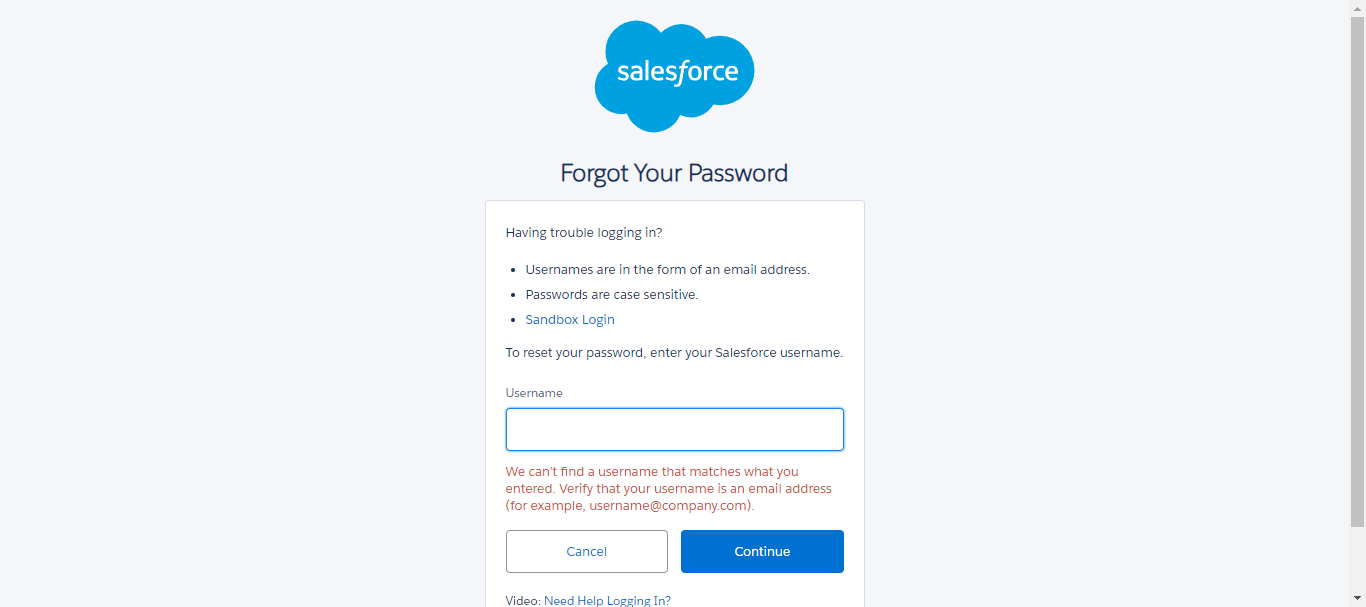 salesforce
Forgot Your Password
Having trouble logging in?
• Usernames are in the form of an email address.
• Passwords are case sensitive.
• Sandbox Login
To reset your password, enter your Salesforce username.
Username
We can't find a username that matches what you
entered. Verify that your username is an email address
(for example, username@company.com).
Cancel Continue
Video: Need Help Logging In?